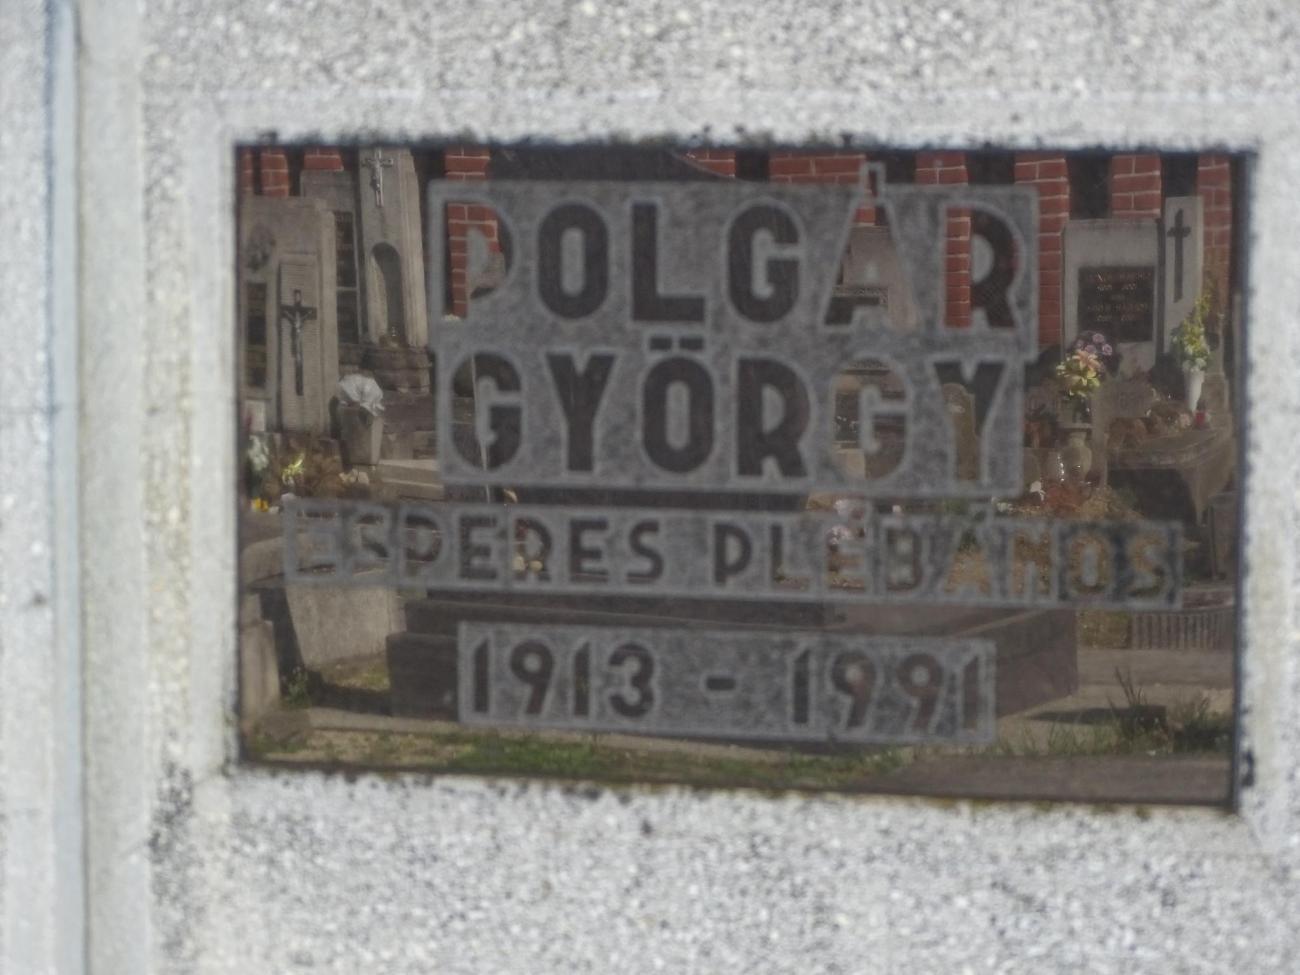 POLGÁR
GYÖRGY
ESPERES PLÉBÁNOS
1913 - 1991